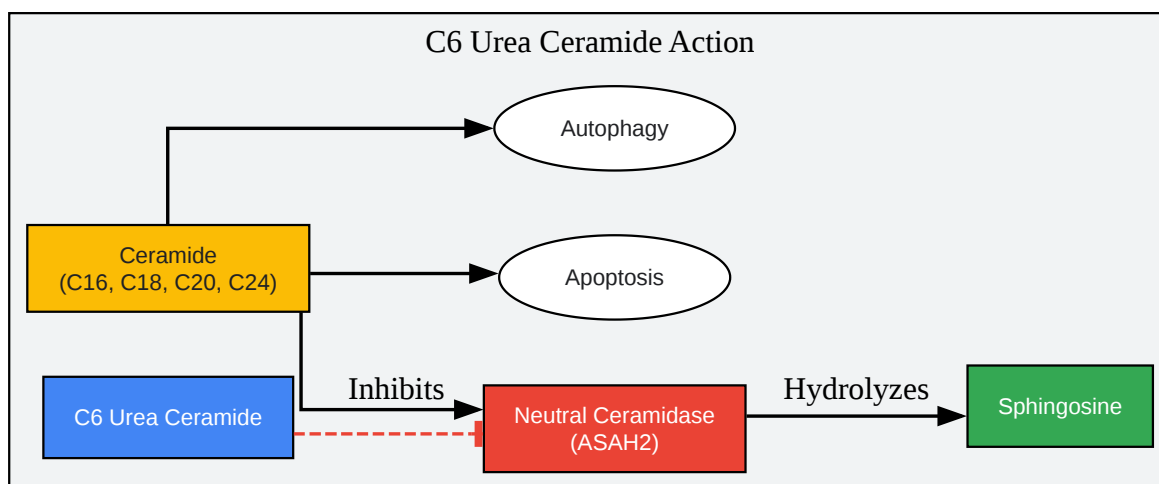 C6 Urea Ceramide Action
Autophagy
Ceramide
(C16, C18, C20, C24)
Apoptosis
C6 Urea Ceramide
Inhibits
Neutral Ceramidase
(ASAH2)
Hydrolyzes
Sphingosine